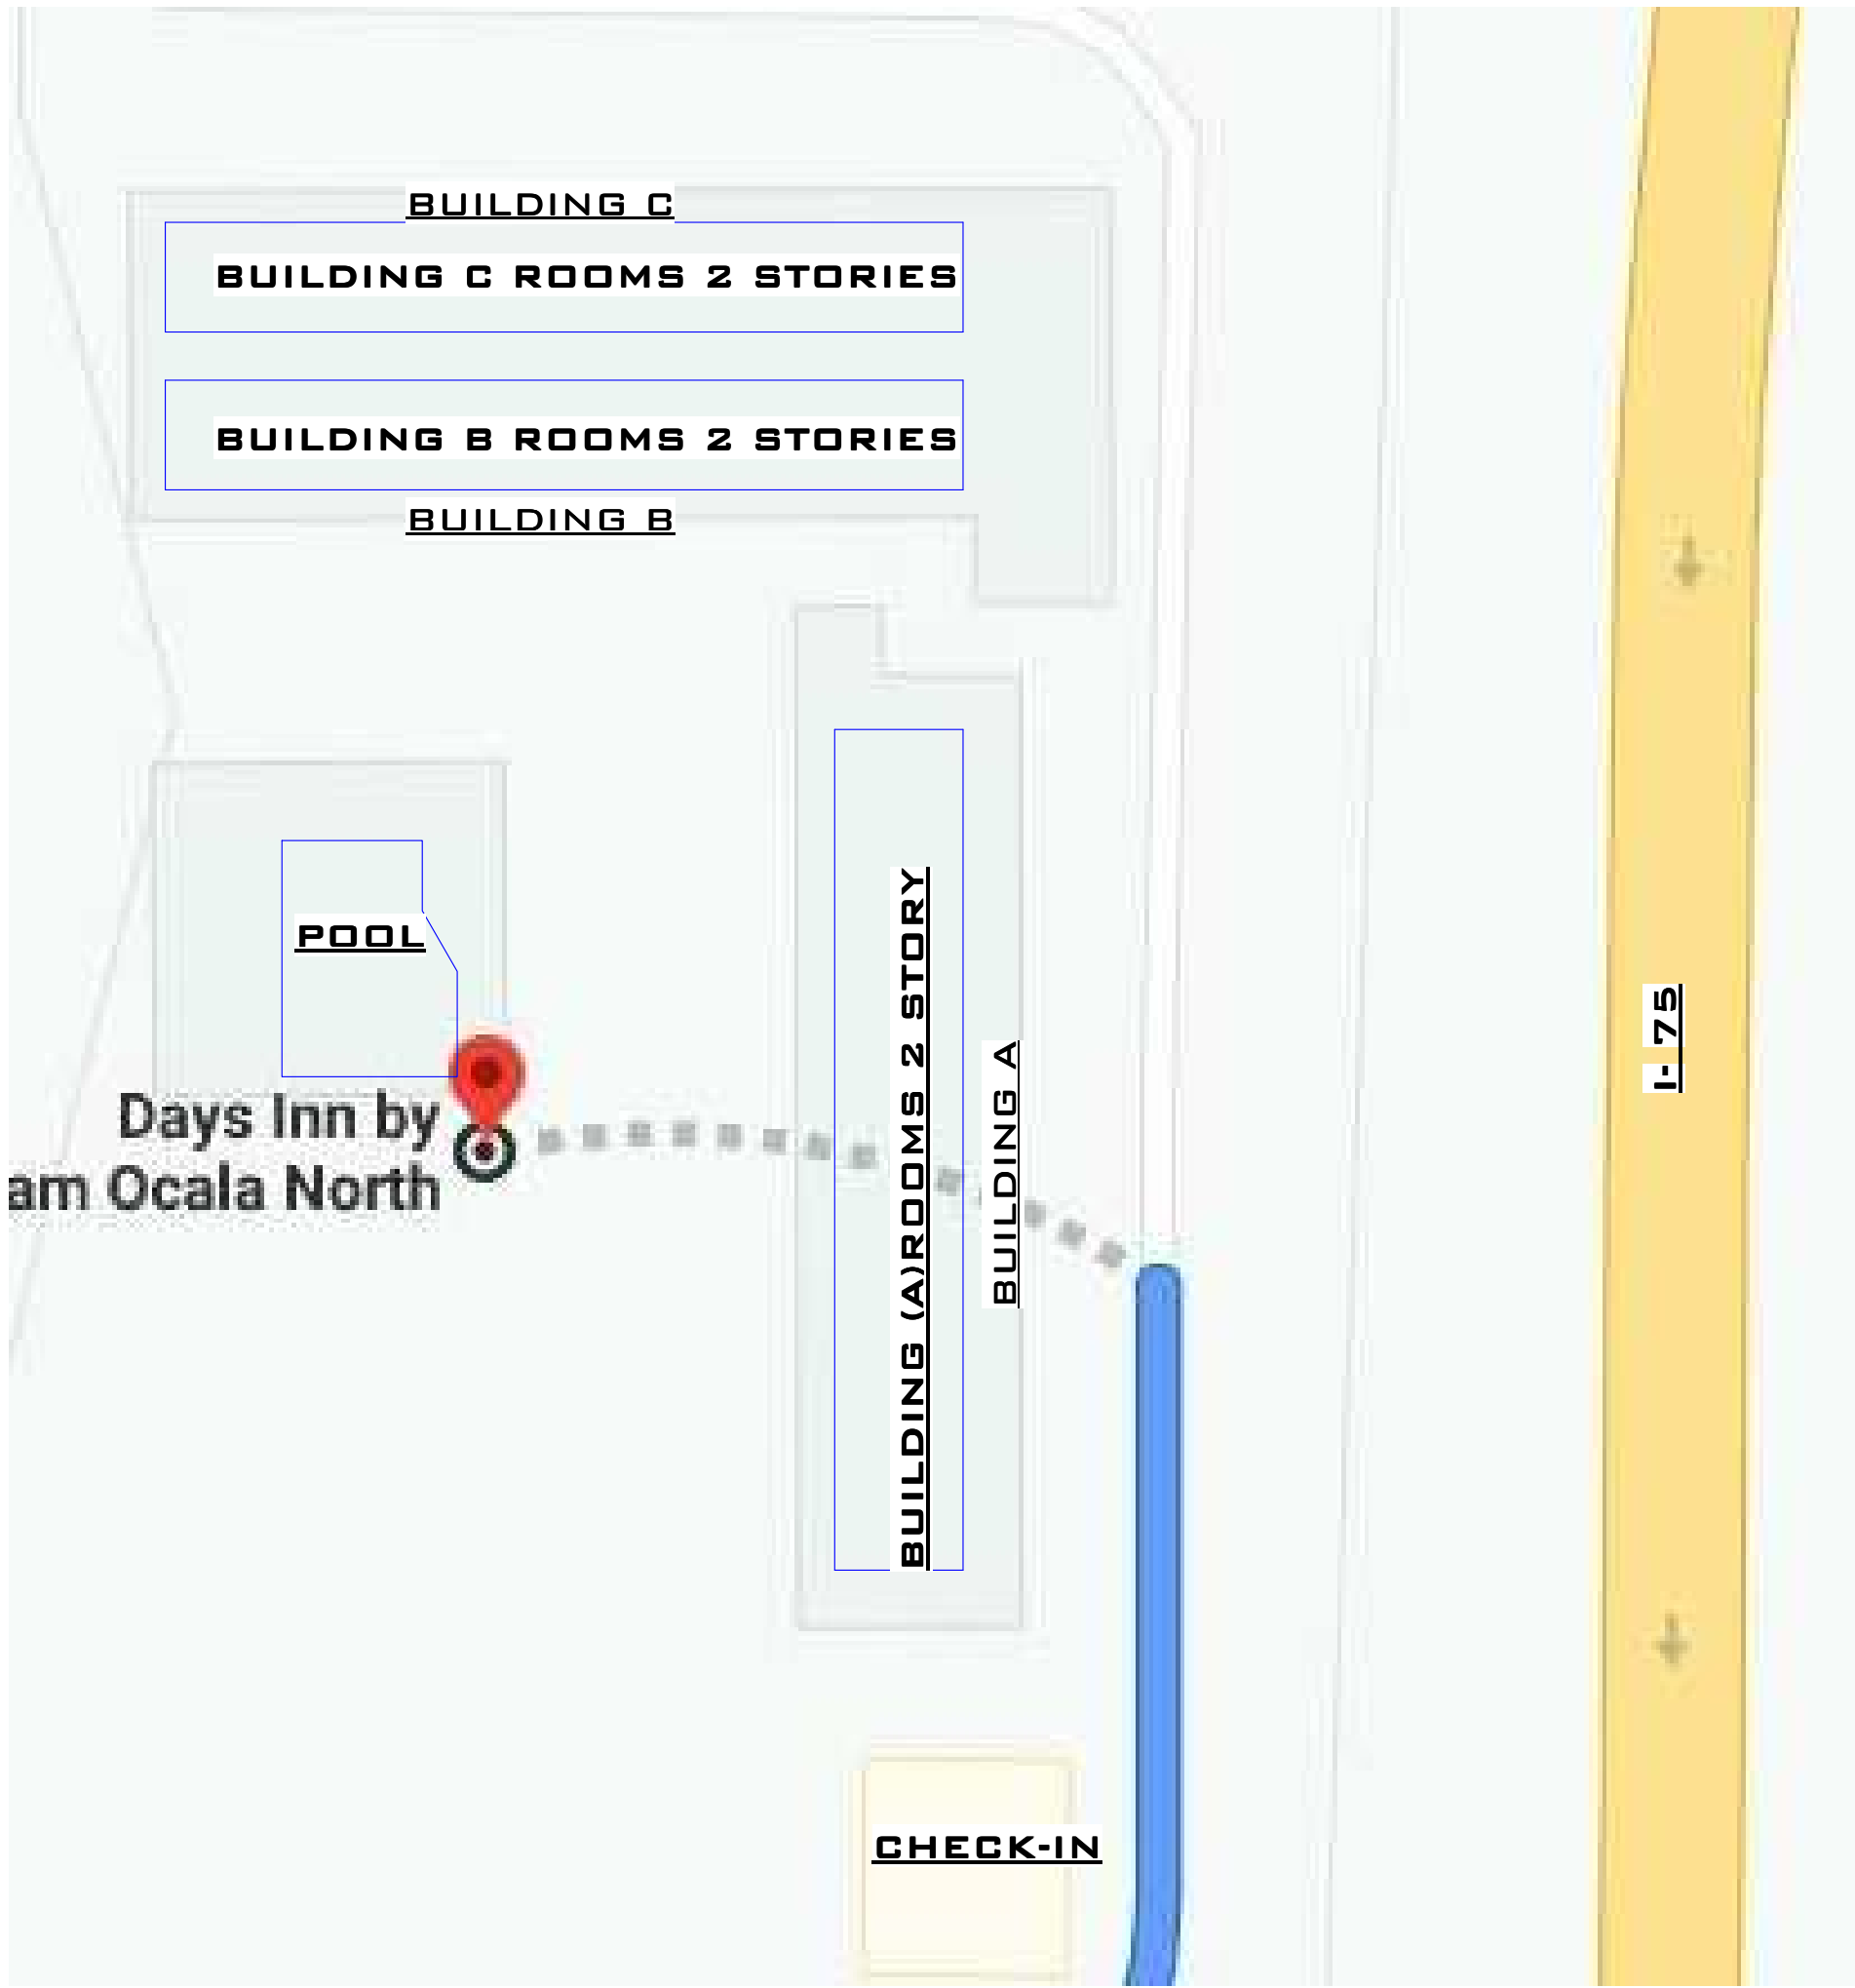 BUILDING C
BUILDING C ROOMS 2 STORIES
BUILDING B ROOMS 2 STORIES
BUILDING B
POOL
BUILDING (A)ROOMS 2 STORY
BUILDING A
I- 75
Days Inn by
am Ocala North
CHECK-IN